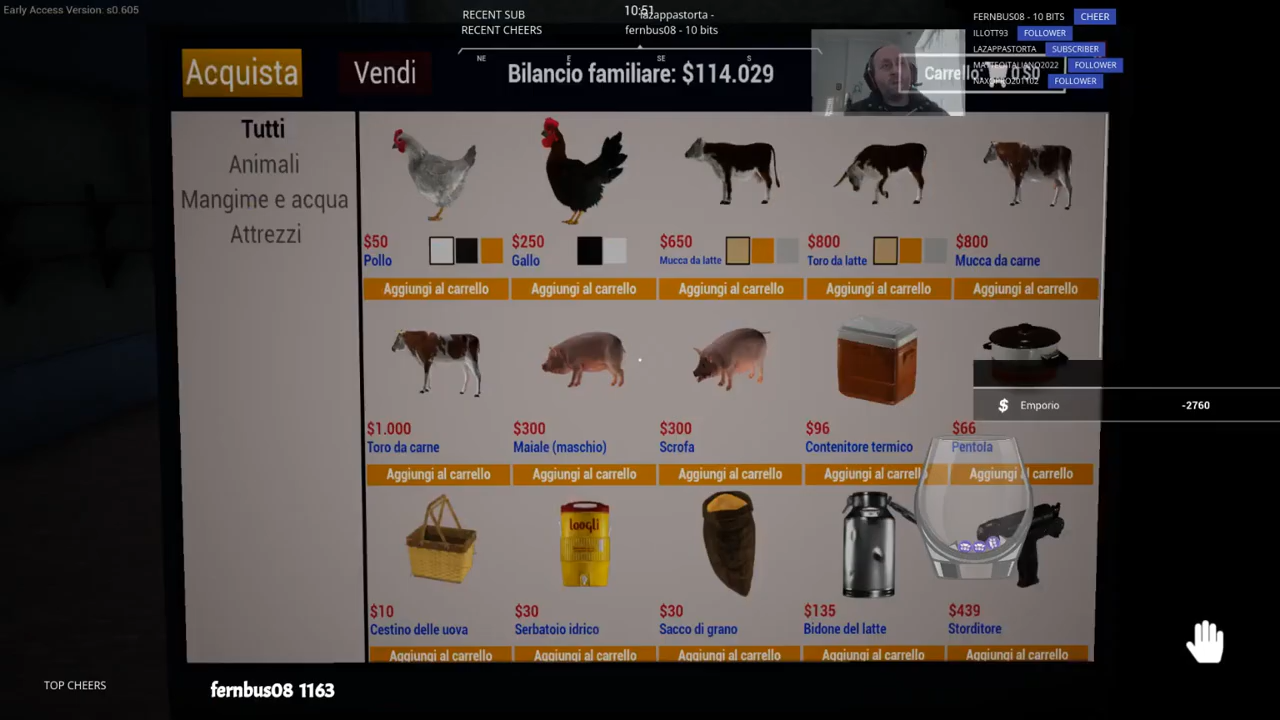 Early Access Version: s0.605
RECENT SUB
lazappastorta -
10:51
RECENT CHEERS
fernbus08 - 10 bits
FERNBUS08 - 10 BITS CHEER
ILLOTT93 FOLLOWER
LAZAPPASTORTA SUBSCRIBER
MATTEOITALIANO2022 FOLLOWER
FOLLOWER
NE E SE S
Acquista
Vendi
Bilancio familiare: $114.029
Carrello:
Tutti
Animali
Mangime e acqua
Attrezzi
$50
Pollo
$250
Gallo
$650
Mucca da latte
$800
Toro da latte
$800
Mucca da carne
Aggiungi al carrello
Aggiungi al carrello
Aggiungi al carrello
Aggiungi al carrello
Aggiungi al carrello
$ Emporio -2760
$1.000
Toro da carne
$300
Maiale (maschio)
$300
Scrofa
$96
Contenitore termico
$66
Pentola
Aggiungi al carrello
Aggiungi al carrello
Aggiungi al carrello
Aggiungi al carrello
Aggiungi al carrello
loogli
$10
Cestino delle uova
$30
Serbatoio idrico
$30
Sacco di grano
$135
Bidone del latte
$439
Storditore
Aggiungi al carrello
Aggiungi al carrello
Aggiungi al carrello
Aggiungi al carrello
Aggiungi al carrello
TOP CHEERS
fernbus08 1163